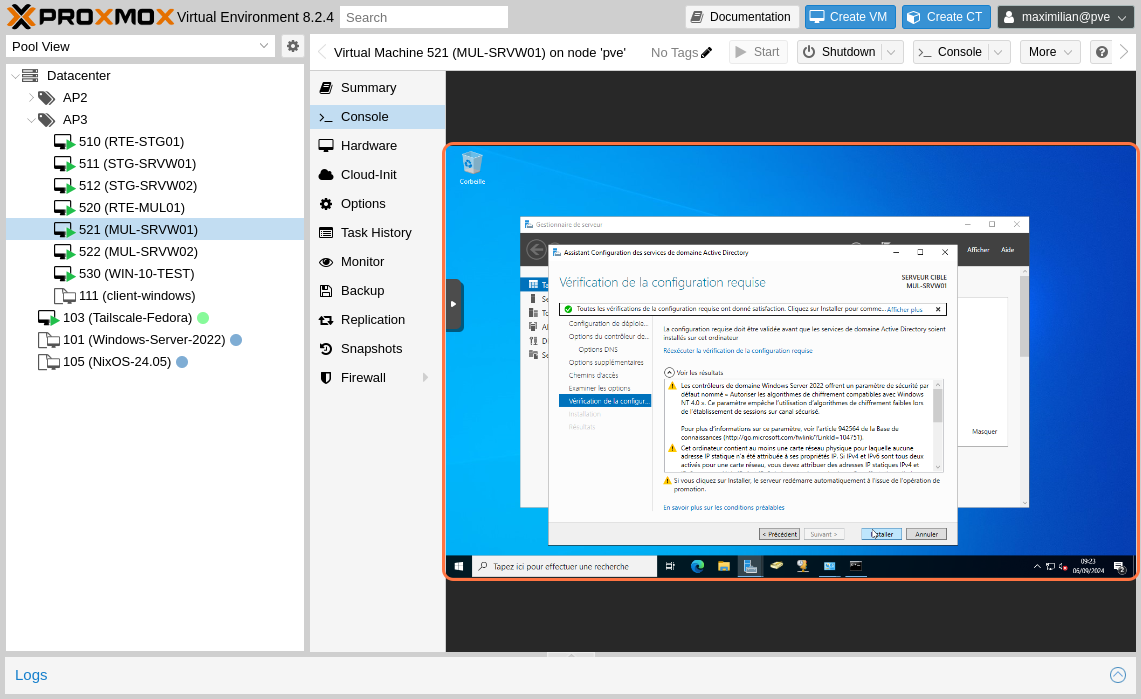 PROXMOX Virtual Environment 8.2.4 Search Documentation Create VM Create CT maximilian@pve
Pool View
Virtual Machine 521 (MUL-SRVW01) on node 'pve' No Tags Start Shutdown Console More
Datacenter
AP2
AP3
510 (RTE-STG01)
511 (STG-SRVW01)
512 (STG-SRVW02)
520 (RTE-MUL01)
521 (MUL-SRVW01)
522 (MUL-SRVW02)
530 (WIN-10-TEST)
111 (client-windows)
103 (Tailscale-Fedora)
101 (Windows-Server-2022)
105 (NixOS-24.05)
Summary
Console
Hardware
Cloud-Init
Options
Task History
Monitor
Backup
Replication
Snapshots
Firewall
Corbeille
Gestionnaire de serveur
Afficher Aide
Assistant Configuration des services de domaine Active Directory
Vérification de la configuration requise
SERVEUR CIBLE
MUL-SRVW01
Toutes les vérifications de la configuration requise ont donné satisfaction. Cliquez sur Installer pour comme... Afficher plus
Configuration de déploie...
Options du contrôleur de...
Options DNS
Options supplémentaires
Chemins d'accès
Examiner les options
Vérification de la configur...
Installation
Résultats
La configuration requise doit être validée avant que les services de domaine Active Directory soient
installés sur cet ordinateur
Réexécuter la vérification de la configuration requise
Voir les résultats
Les contrôleurs de domaine Windows Server 2022 offrent un paramètre de sécurité par
défaut nommé « Autoriser les algorithmes de chiffrement compatibles avec Windows
NT 4.0 ». Ce paramètre empêche l'utilisation d'algorithmes de chiffrement faibles lors
de l'établissement de sessions sur canal sécurisé.
Pour plus d'informations sur ce paramètre, voir l'article 942564 de la Base de
connaissances (http://go.microsoft.com/fwlink/?LinkId=104751).
Cet ordinateur contient au moins une carte réseau physique pour laquelle aucune
adresse IP statique n'a été attribuée à ses propriétés IP. Si IPv4 et IPv6 sont tous deux
activés pour une carte réseau, vous devez attribuer des adresses IP statiques IPv4 et
Si vous cliquez sur Installer, le serveur redémarre automatiquement à l'issue de l'opération de
promotion.
En savoir plus sur les conditions préalables
< Précédent Suivant > Installer Annuler
Masquer
Tapez ici pour effectuer une recherche
09:23
06/09/2024
2
Logs